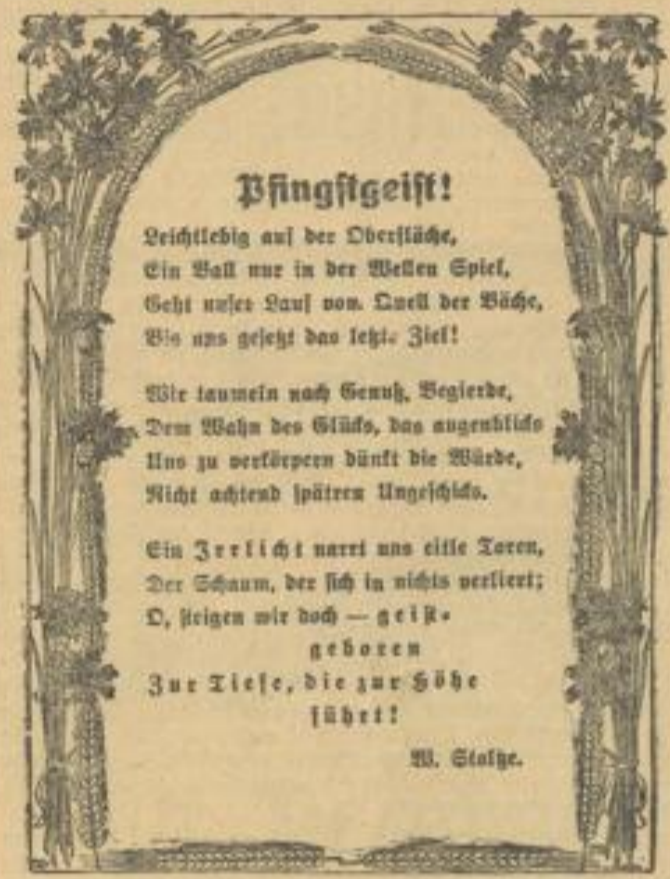 Pfingstgeist!
Leichtlebig auf der Oberfläche,
Ein Ball nur in der Wellen Spiel,
Geht unser Lauf vom Quell der Bäche,
Bis uns gesetzt das letzte Ziel!
Wir taumeln nach Genuß, Begierde,
Dem Wahn des Glücks, das augenblicks
Uns zu verkörpern dünkt die Würde,
Nicht achtend spätren Ungeschicks.
Ein Irrlicht narrt uns eitle Toren,
Der Schaum, der sich in nichts verliert;
O, steigen wir doch — geist-
geboren
Zur Tiefe, die zur Höhe
führt!
W. Stolze.